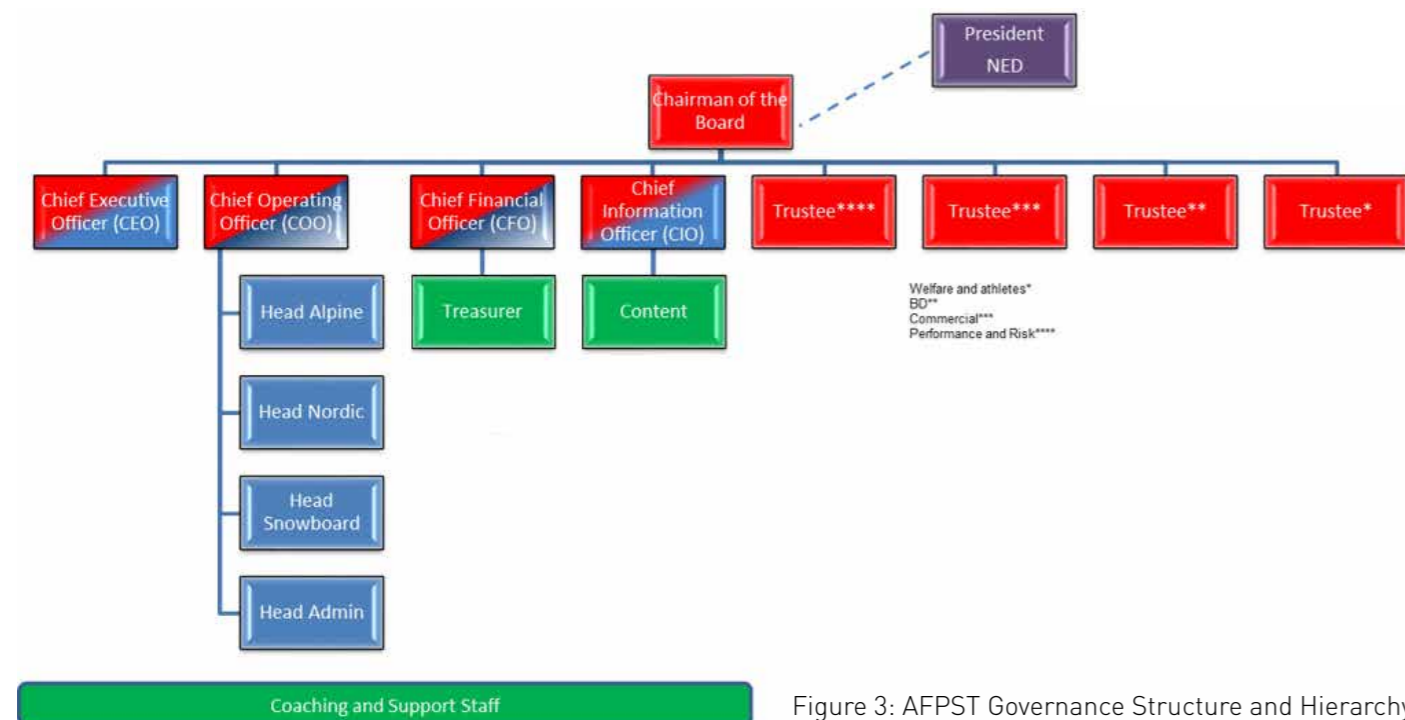 President
NED
Chairman of the
Board
Chief Executive
Officer (CEO)
Chief Operating
Officer (COO)
Chief Financial
Officer (CFO)
Chief
Information
Officer (CIO)
Trustee****
Trustee***
Trustee**
Trustee*
Head Alpine
Treasurer
Content
Welfare and athletes*
BD**
Commercial***
Performance and Risk****
Head Nordic
Head
Snowboard
Head Admin
Coaching and Support Staff
Figure 3: AFPST Governance Structure and Hierarchy